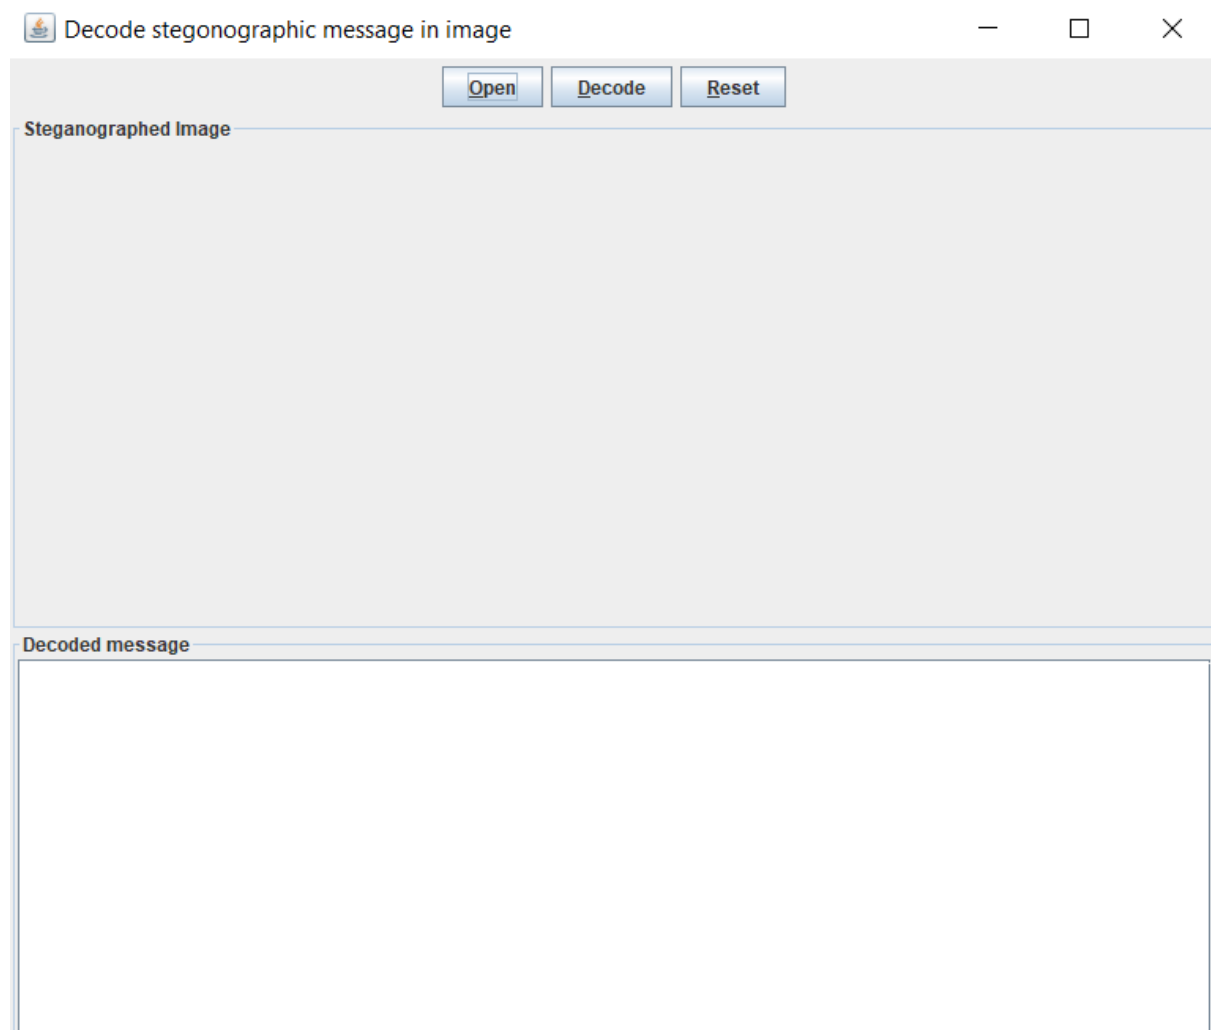 Decode stegonographic message in image
Open Decode Reset
Steganographed Image
Decoded message